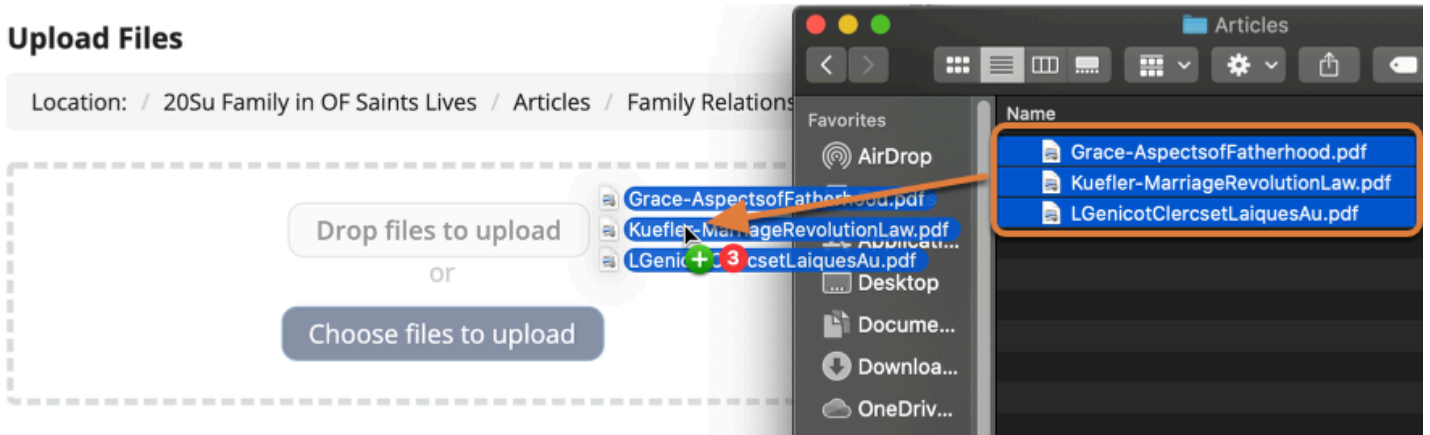 Upload Files
Location: / 20Su Family in OF Saints Lives / Articles / Family Relations
Drop files to upload
or
Choose files to upload
Grace-AspectsofFatherhood.pdf
Kuefler-MarriageRevolutionLaw.pdf
3
Articles
Favorites
AirDrop
Desktop
Docume...
Downloa...
OneDriv...
Name
Grace-AspectsofFatherhood.pdf
Kuefler-MarriageRevolutionLaw.pdf
LGenicotClercsetLaiquesAu.pdf